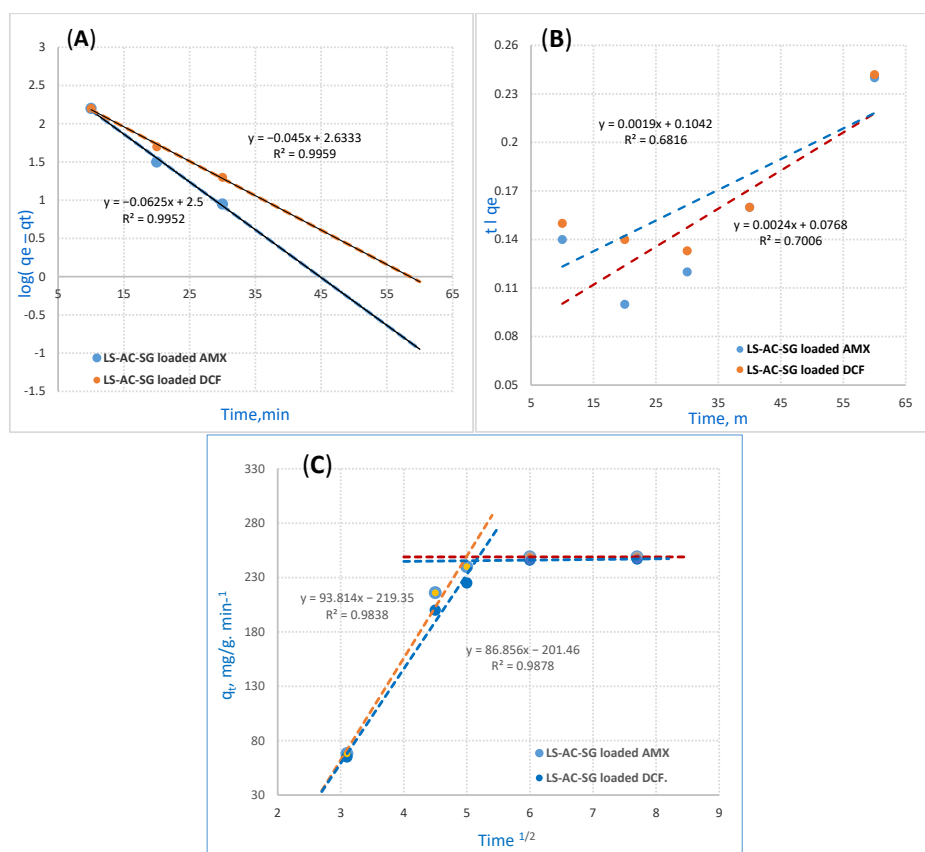 (A)
3
2.5
2
1.5
1
0.5
0
-0.5
-1
-1.5
5 15 25 35 45 55 65
y = −0.045x + 2.6333
R² = 0.9959
y = −0.0625x + 2.5
R² = 0.9952
log( qe – qt)
LS-AC-SG loaded AMX
LS-AC-SG loaded DCF
Time,min
(B)
0.26
0.23
0.2
0.17
0.14
0.11
0.08
0.05
5 15 25 35 45 55 65
y = 0.0019x + 0.1042
R² = 0.6816
y = 0.0024x + 0.0768
R² = 0.7006
t I qe
LS-AC-SG loaded AMX
LS-AC-SG loaded DCF
Time, m
(C)
330
280
230
180
130
80
30
2 3 4 5 6 7 8 9
y = 93.814x − 219.35
R² = 0.9838
y = 86.856x − 201.46
R² = 0.9878
qt, mg/g. min-1
LS-AC-SG loaded AMX
LS-AC-SG loaded DCF.
Time 1/2